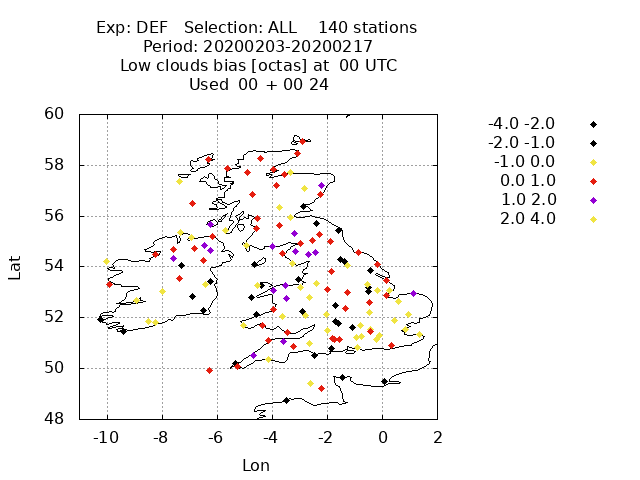 Exp: DEF   Selection: ALL    140 stations
Period: 20200203-20200217
Low clouds bias [octas] at  00 UTC
Used  00 + 00 24
-4.0 -2.0
-2.0 -1.0
-1.0 0.0
0.0 1.0
1.0 2.0
2.0 4.0
60
58
56
54
52
50
48
Lat
-10 -8 -6 -4 -2 0 2
Lon